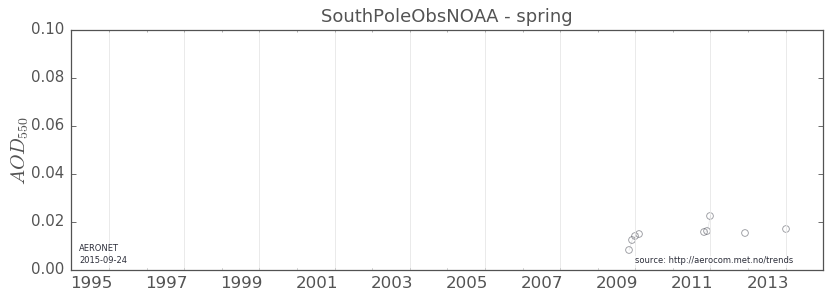 SouthPoleObsNOAA - spring
0.10
0.08
0.06
0.04
0.02
0.00
AOD550
AERONET
2015-09-24
source: http://aerocom.met.no/trends
1995 1997 1999 2001 2003 2005 2007 2009 2011 2013